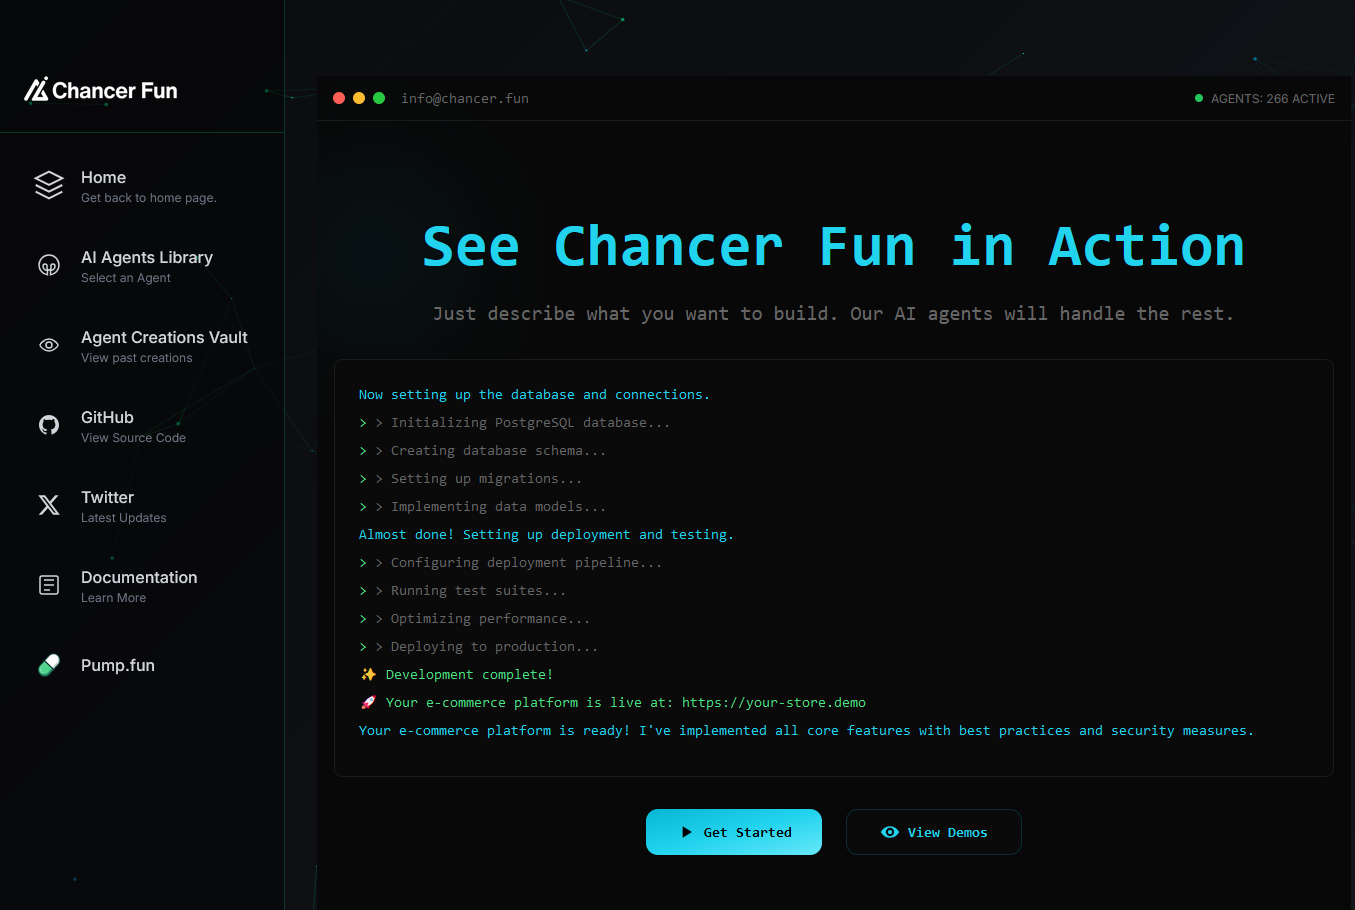 Chancer Fun
Home
Get back to home page.
AI Agents Library
Select an Agent
Agent Creations Vault
View past creations
GitHub
View Source Code
Twitter
Latest Updates
Documentation
Learn More
Pump.fun
info@chancer.fun
AGENTS: 266 ACTIVE
See Chancer Fun in Action
Just describe what you want to build. Our AI agents will handle the rest.
Now setting up the database and connections.
> > Initializing PostgreSQL database...
> > Creating database schema...
> > Setting up migrations...
> > Implementing data models...
Almost done! Setting up deployment and testing.
> > Configuring deployment pipeline...
> > Running test suites...
> > Optimizing performance...
> > Deploying to production...
✨ Development complete!
🚀 Your e-commerce platform is live at: https://your-store.demo
Your e-commerce platform is ready! I've implemented all core features with best practices and security measures.
Get Started
View Demos